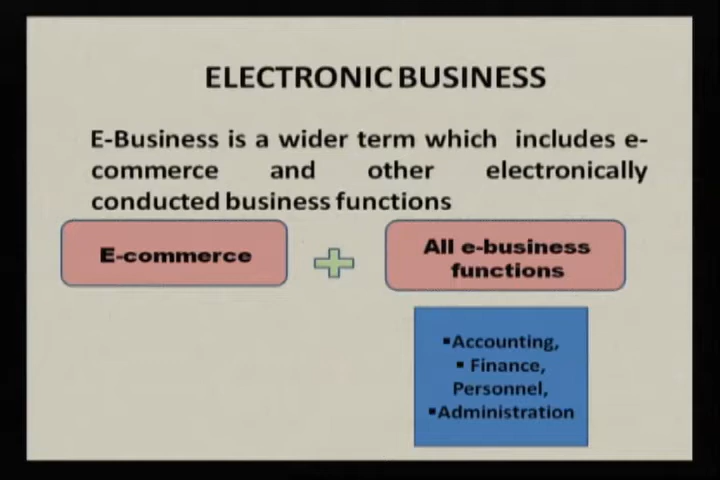 ELECTRONIC BUSINESS
E-Business is a wider term which includes e-
commerce and other electronically
conducted business functions
E-commerce
All e-business
functions
▪Accounting,
▪ Finance,
Personnel,
▪Administration